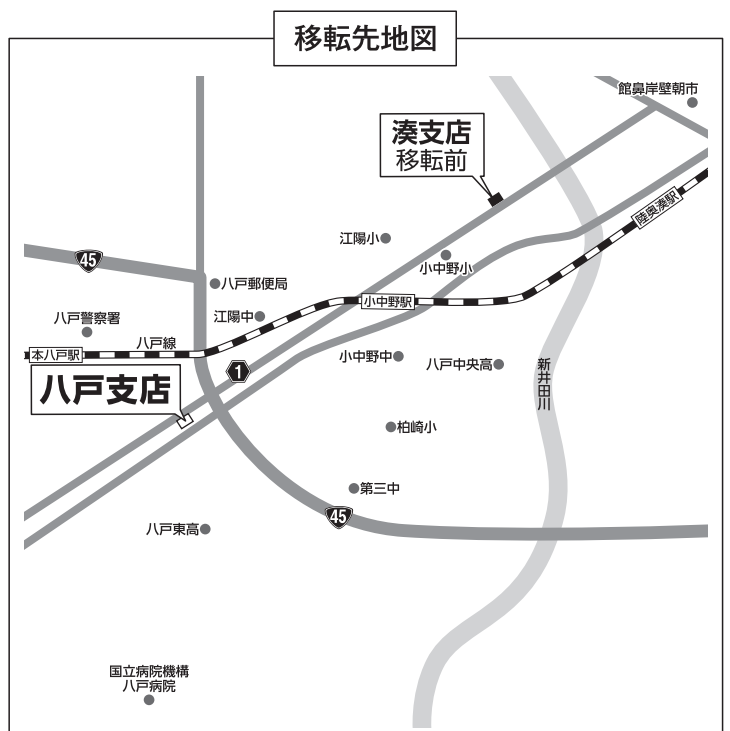 移転先地図
館鼻岸壁朝市
湊支店
移転前
陸奥湊駅
江陽小
小中野小
45
八戸郵便局
小中野駅
江陽中
八戸警察署
八戸線
本八戸駅
小中野中
八戸中央高
新井田川
1
八戸支店
柏崎小
第三中
45
八戸東高
国立病院機構
八戸病院